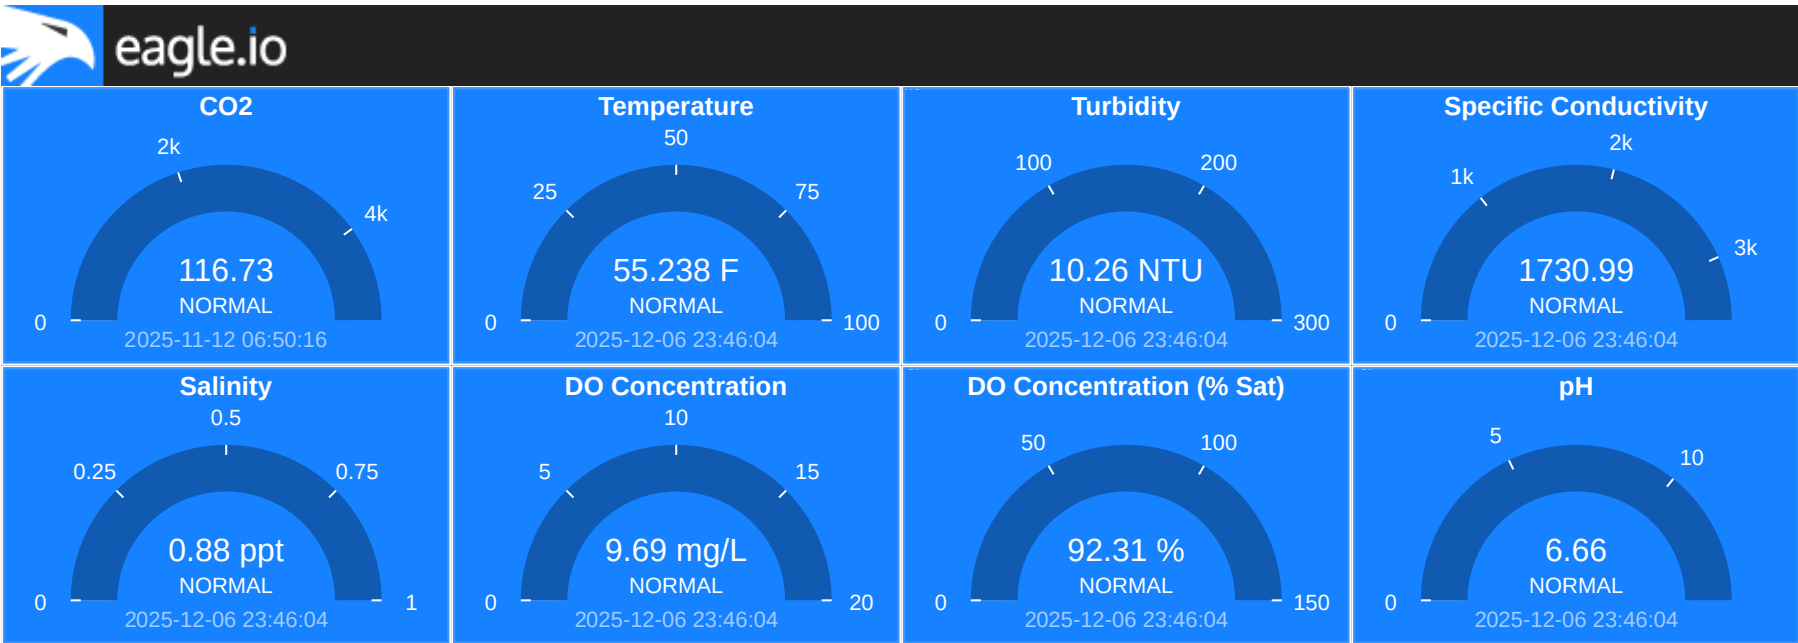 eagle.io
CO2
2k
4k
116.73
NORMAL
0
2025-11-12 06:50:16
Temperature
50
25
75
55.238 F
NORMAL
0
100
2025-12-06 23:46:04
Turbidity
100
200
10.26 NTU
NORMAL
0
300
2025-12-06 23:46:04
Specific Conductivity
2k
1k
3k
1730.99
NORMAL
0
2025-12-06 23:46:04
Salinity
0.5
0.25
0.75
0.88 ppt
NORMAL
0
1
2025-12-06 23:46:04
DO Concentration
10
5
15
9.69 mg/L
NORMAL
0
20
2025-12-06 23:46:04
DO Concentration (% Sat)
50
100
92.31 %
NORMAL
0
150
2025-12-06 23:46:04
pH
5
10
6.66
NORMAL
0
2025-12-06 23:46:04